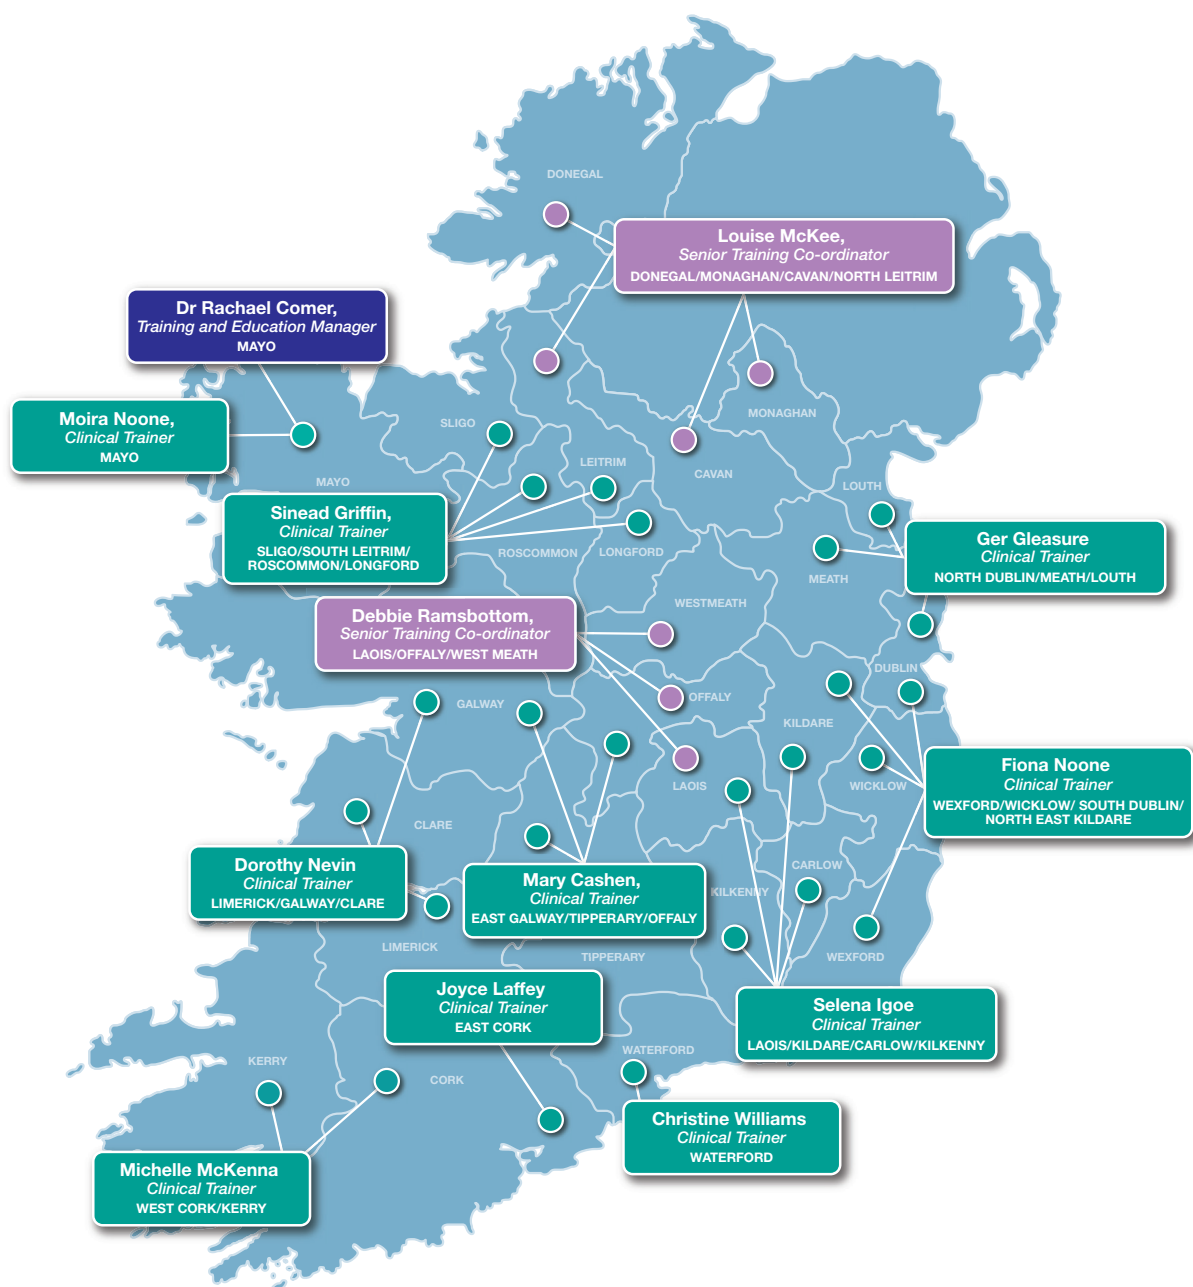 DONEGAL
Louise McKee,
Senior Training Co-ordinator
DONEGAL/MONAGHAN/CAVAN/NORTH LEITRIM
Dr Rachael Comer,
Training and Education Manager
MAYO
Moira Noone,
Clinical Trainer
MAYO
SLIGO
MONAGHAN
LEITRIM
CAVAN
MAYO
LOUTH
Sinead Griffin,
Clinical Trainer
SLIGO/SOUTH LEITRIM/
ROSCOMMON/LONGFORD
ROSCOMMON
LONGFORD
Ger Gleasure
Clinical Trainer
NORTH DUBLIN/MEATH/LOUTH
MEATH
WESTMEATH
Debbie Ramsbottom,
Senior Training Co-ordinator
LAOIS/OFFALY/WEST MEATH
DUBLIN
OFFALY
GALWAY
KILDARE
LAOIS
WICKLOW
Fiona Noone
Clinical Trainer
WEXFORD/WICKLOW/ SOUTH DUBLIN/
NORTH EAST KILDARE
CLARE
Dorothy Nevin
Clinical Trainer
LIMERICK/GALWAY/CLARE
Mary Cashen,
Clinical Trainer
EAST GALWAY/TIPPERARY/OFFALY
CARLOW
KILKENNY
LIMERICK
TIPPERARY
WEXFORD
Joyce Laffey
Clinical Trainer
EAST CORK
Selena Igoe
Clinical Trainer
LAOIS/KILDARE/CARLOW/KILKENNY
WATERFORD
KERRY
CORK
Christine Williams
Clinical Trainer
WATERFORD
Michelle McKenna
Clinical Trainer
WEST CORK/KERRY